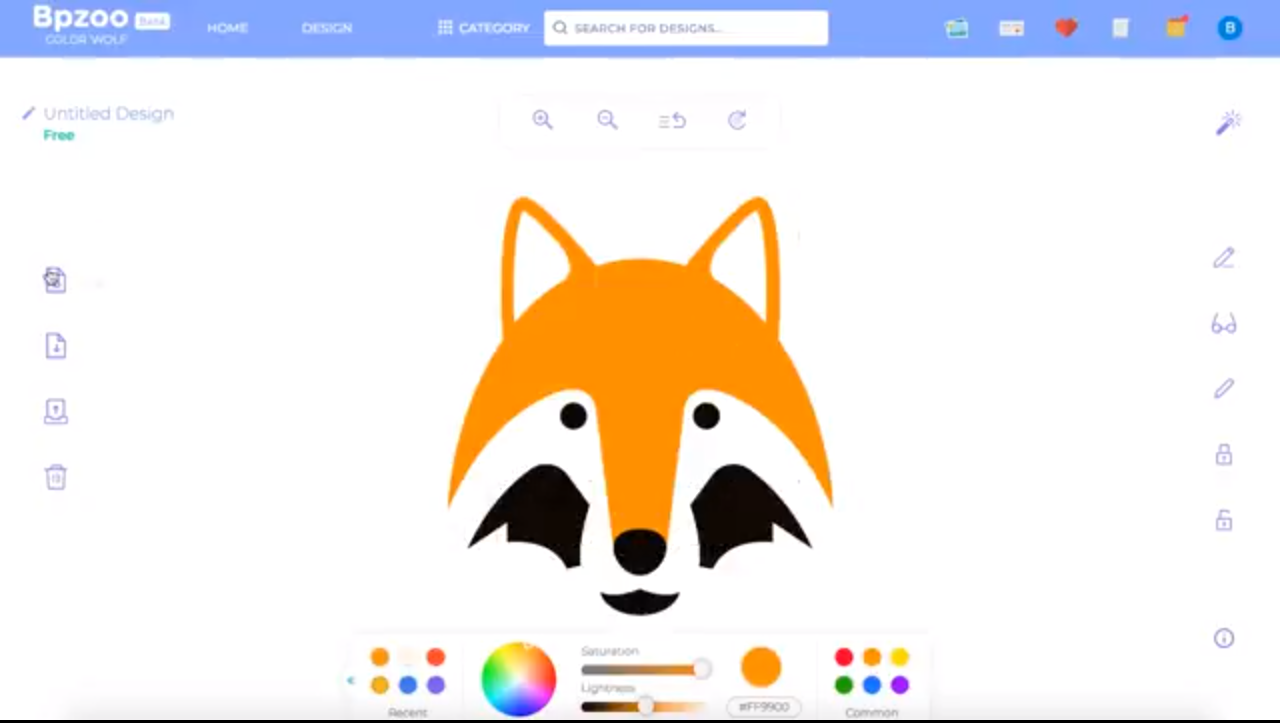 Bpzoo Beta
COLOR WOLF
HOME
DESIGN
CATEGORY
SEARCH FOR DESIGNS...
B
Untitled Design
Free
Saturation
Lightness
#FF9900
Recent
Common